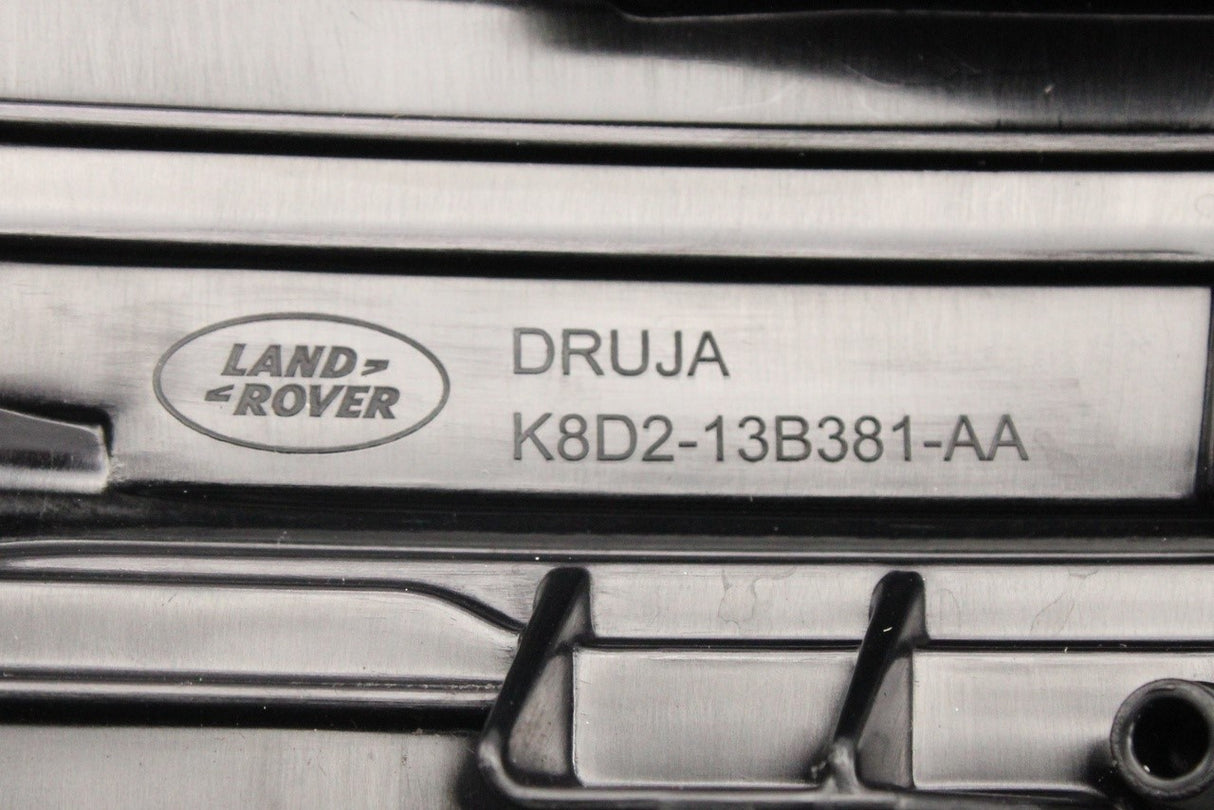 LAND
ROVER
DRUJA
K8D2-13B381-AA